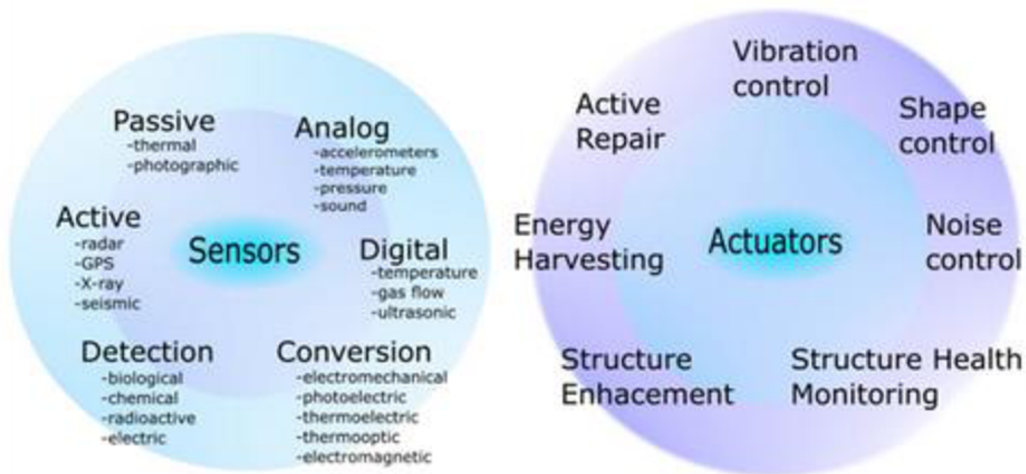 Passive
-thermal
-photographic
Analog
-accelerometers
-temperature
-pressure
-sound
Active
-radar
-GPS
-X-ray
-seismic
Sensors
Digital
-temperature
-gas flow
-ultrasonic
Detection
-biological
-chemical
-radioactive
-electric
Conversion
-electromechanical
-photoelectric
-thermoelectric
-thermooptic
-electromagnetic
Vibration
control
Active
Repair
Shape
control
Energy
Harvesting
Actuators
Noise
control
Structure
Enhacement
Structure Health
Monitoring